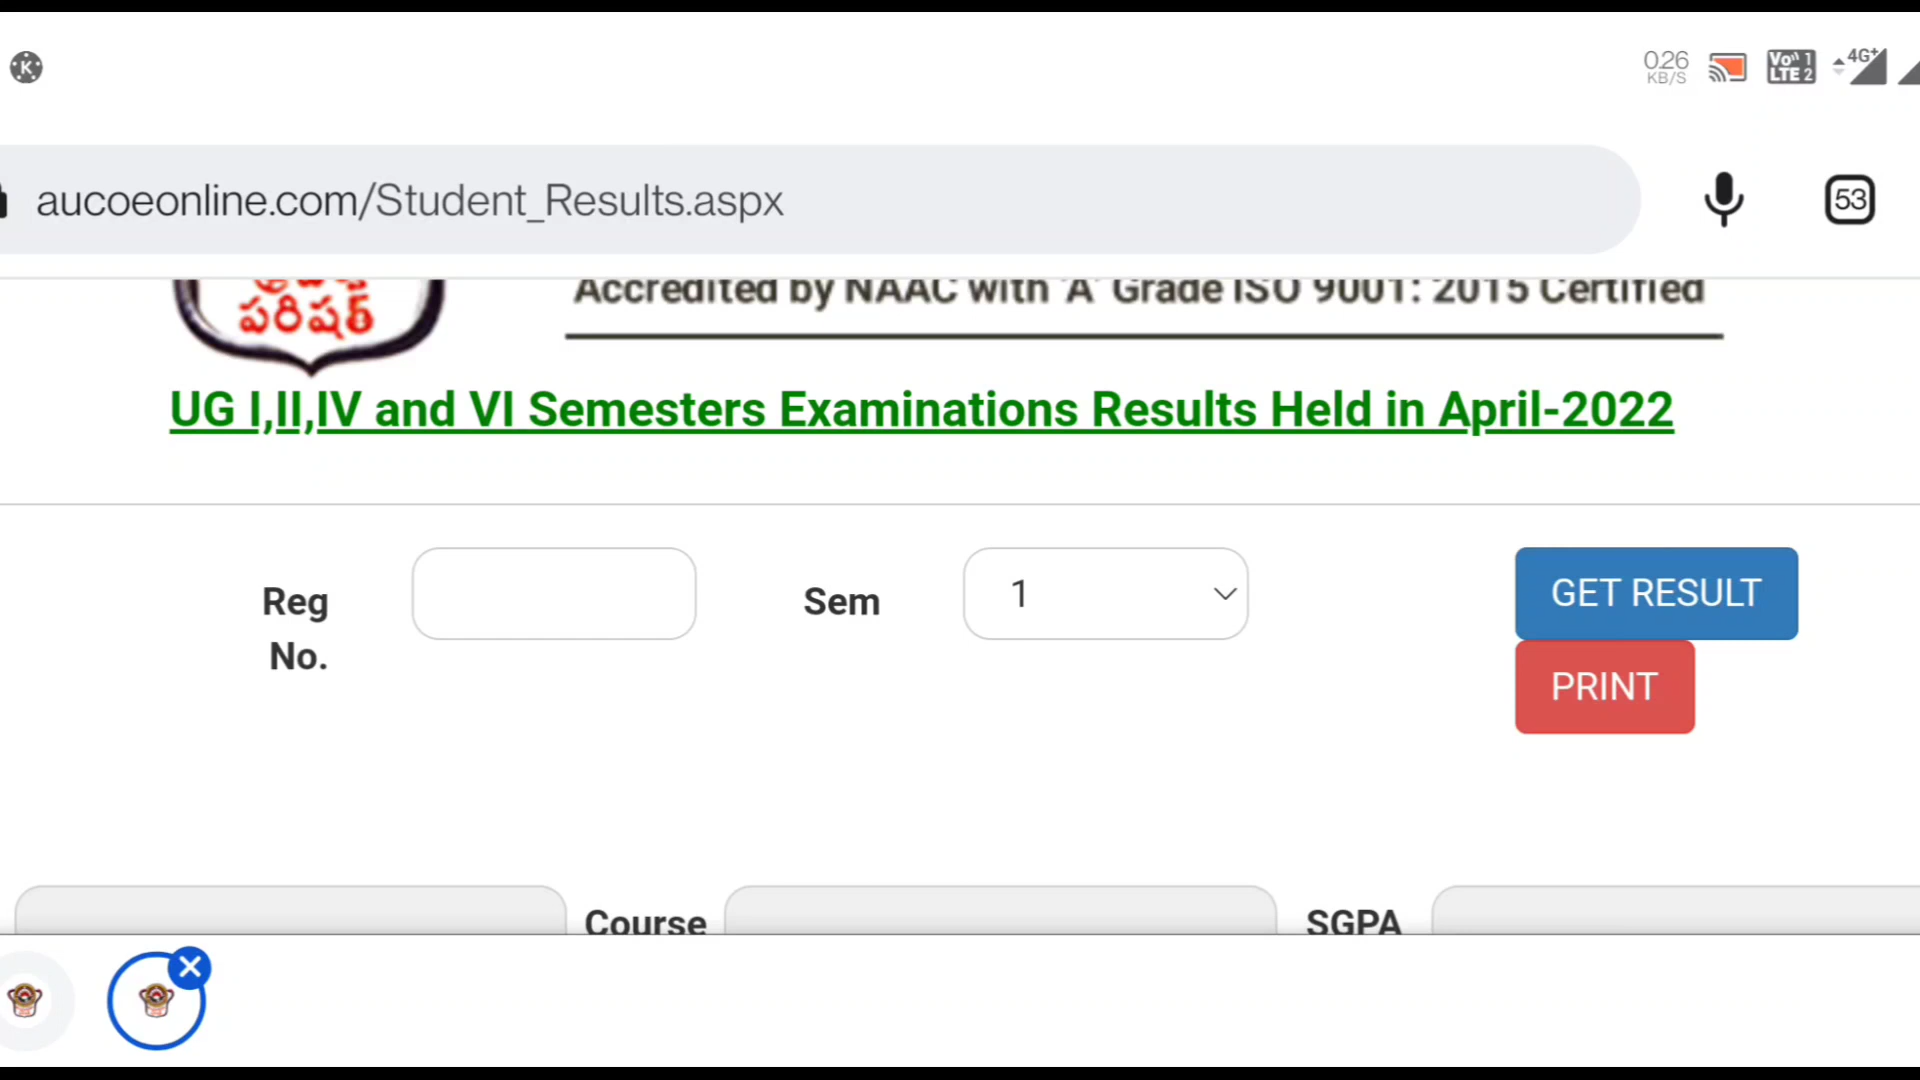 K
0.26
KB/S
Vo 1
LTE 2
4G+
aucoeonline.com/Student_Results.aspx
53
పరిషత్
Accredited by NAAC with 'A' Grade ISO 9001: 2015 Certified
UG I,II,IV and VI Semesters Examinations Results Held in April-2022
Reg No.
Sem
1
GET RESULT
PRINT
Course
SGPA